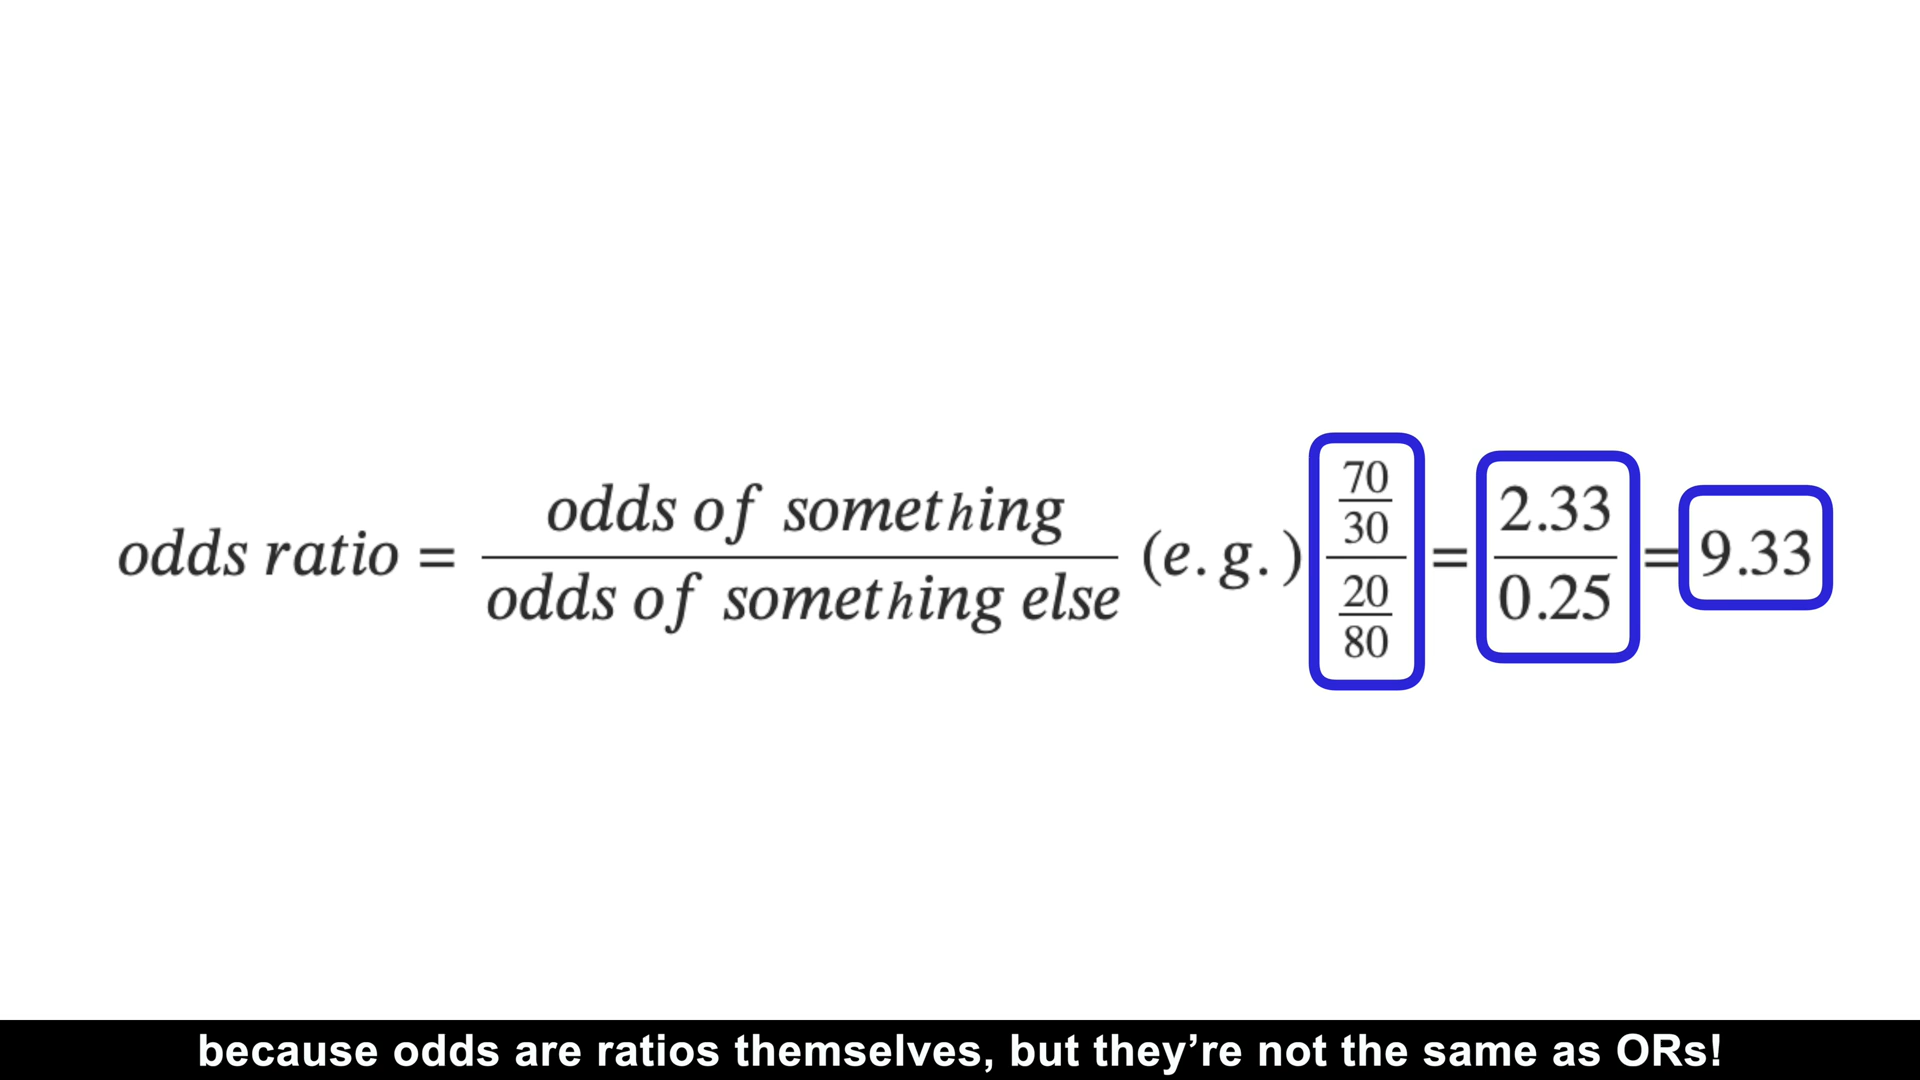 odds ratio = odds of something / odds of something else (e.g.) 70/30 / 20/80 = 2.33/0.25 = 9.33
because odds are ratios themselves, but they’re not the same as ORs!